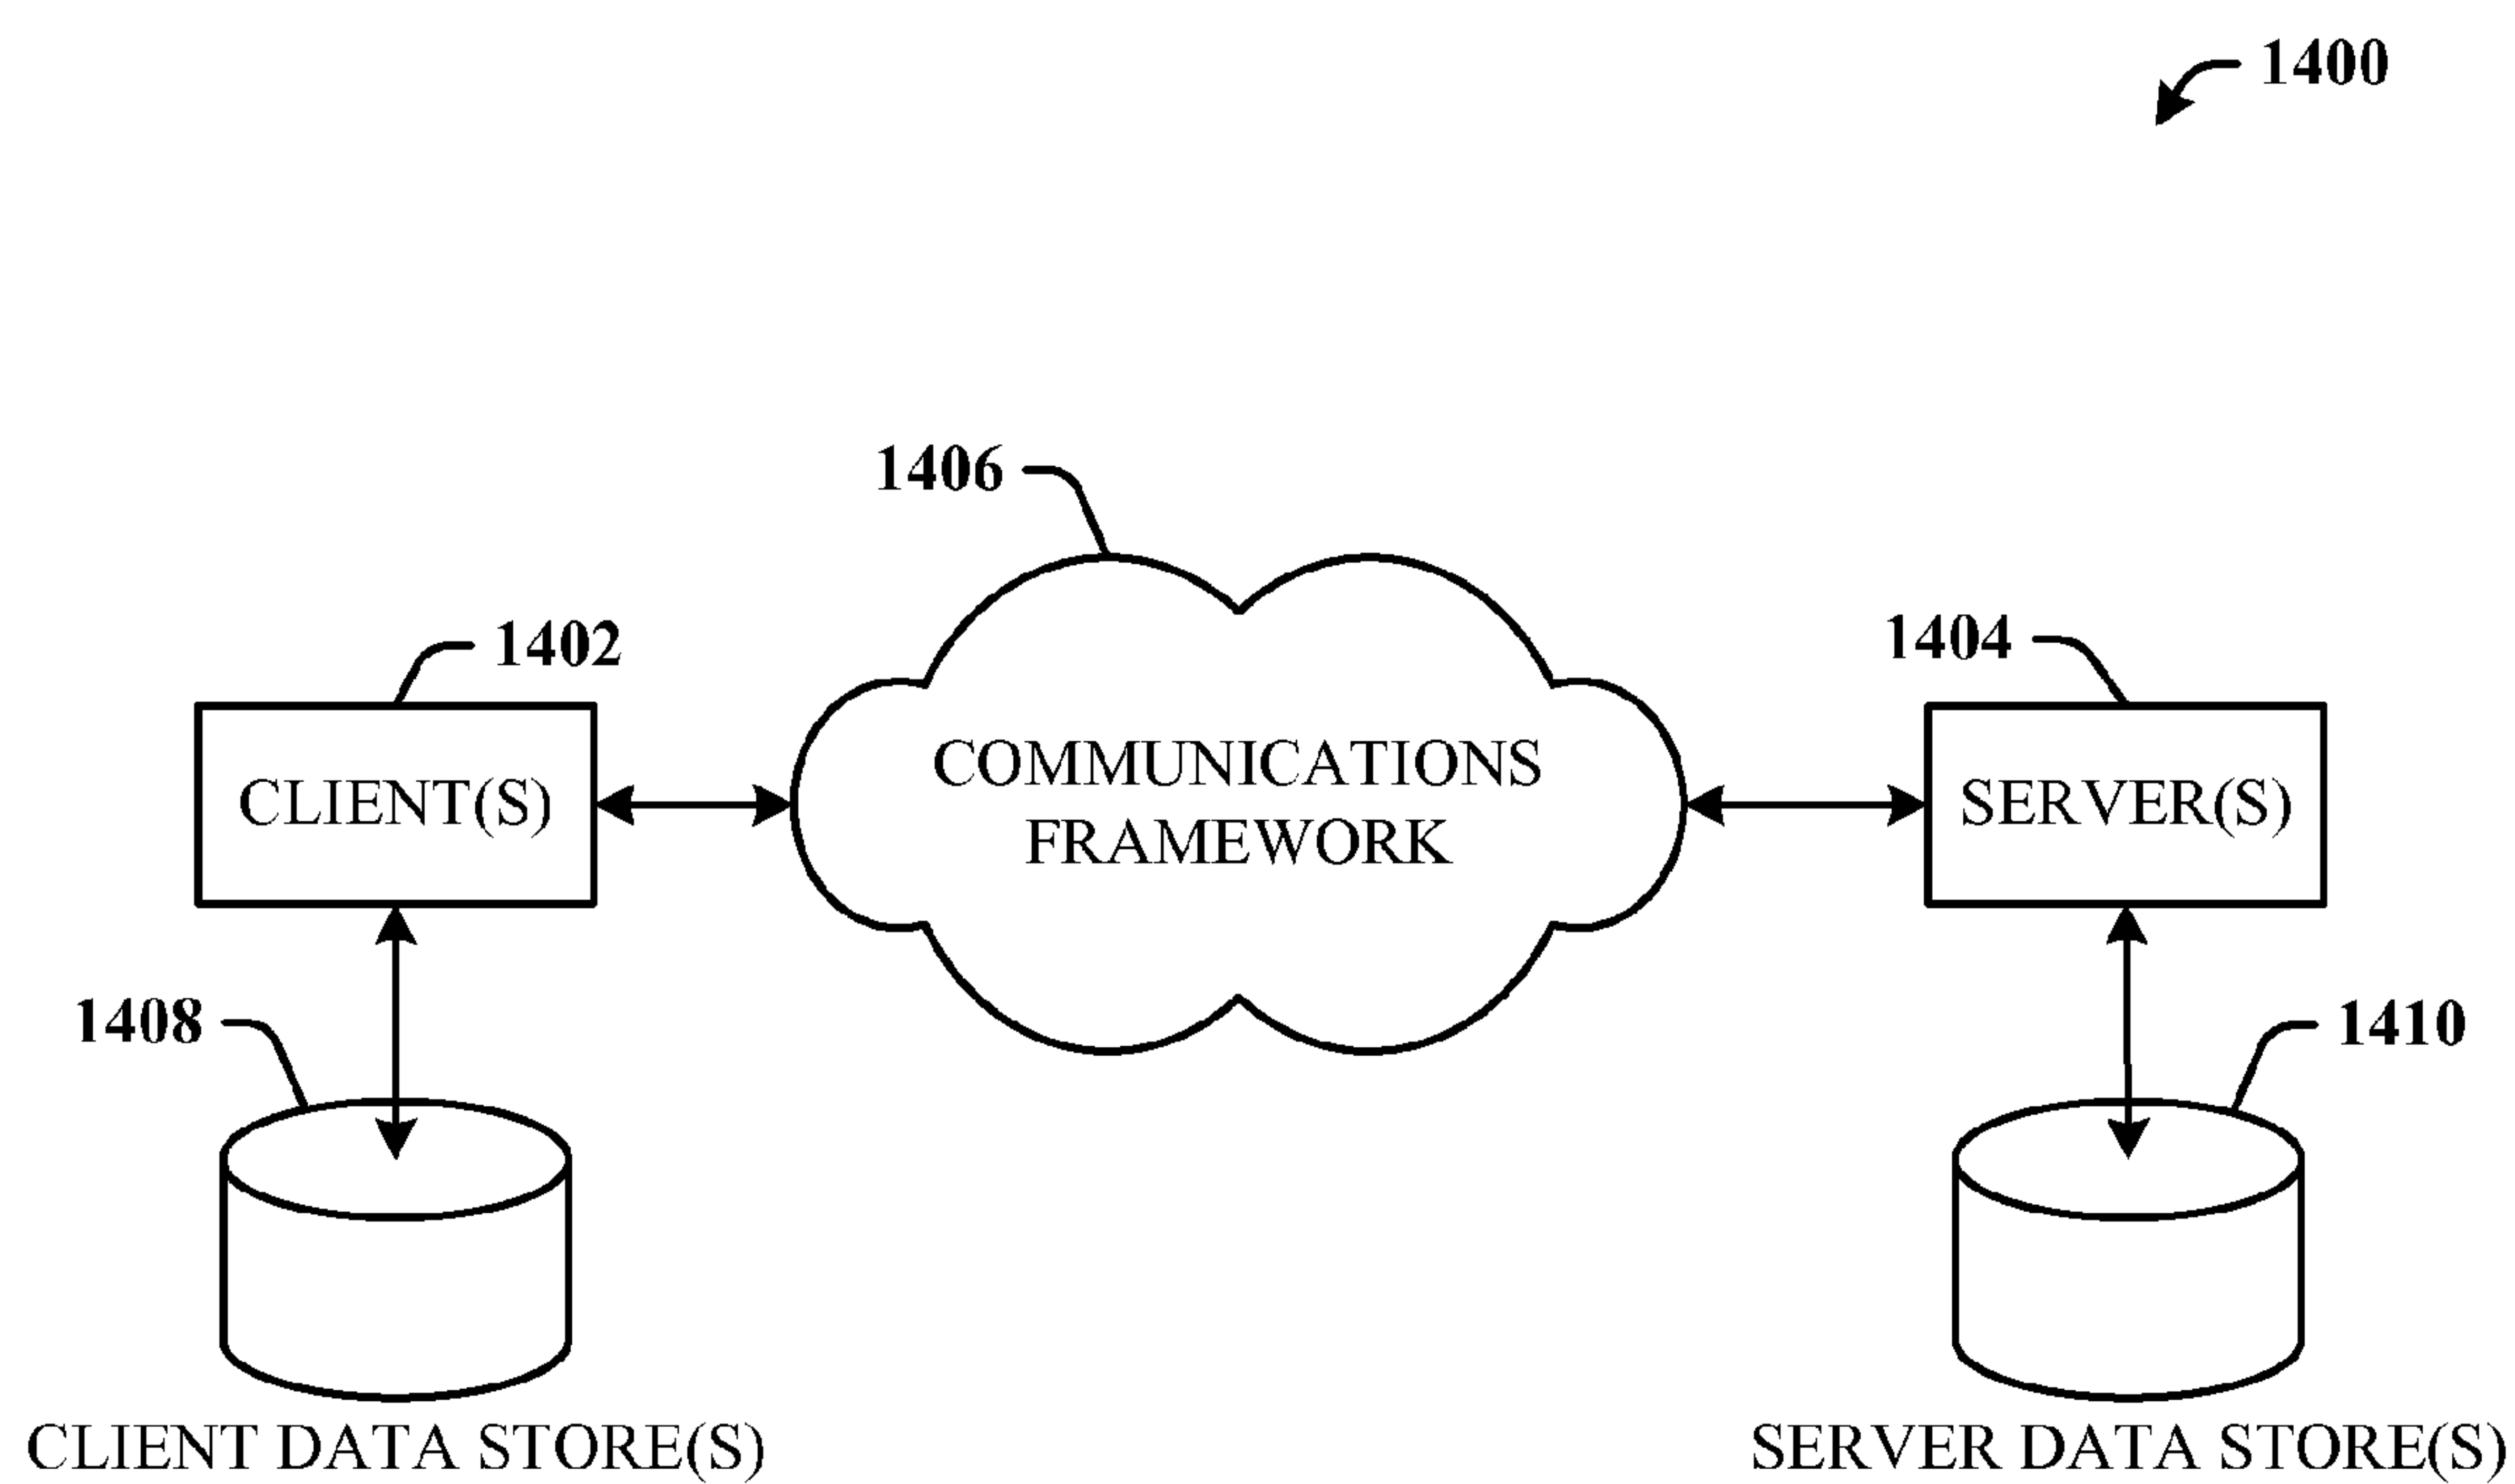 1400
1406
1402
1404
CLIENT(S)
COMMUNICATIONS
FRAMEWORK
SERVER(S)
1408
1410
CLIENT DATA STORE(S)
SERVER DATA STORE(S)